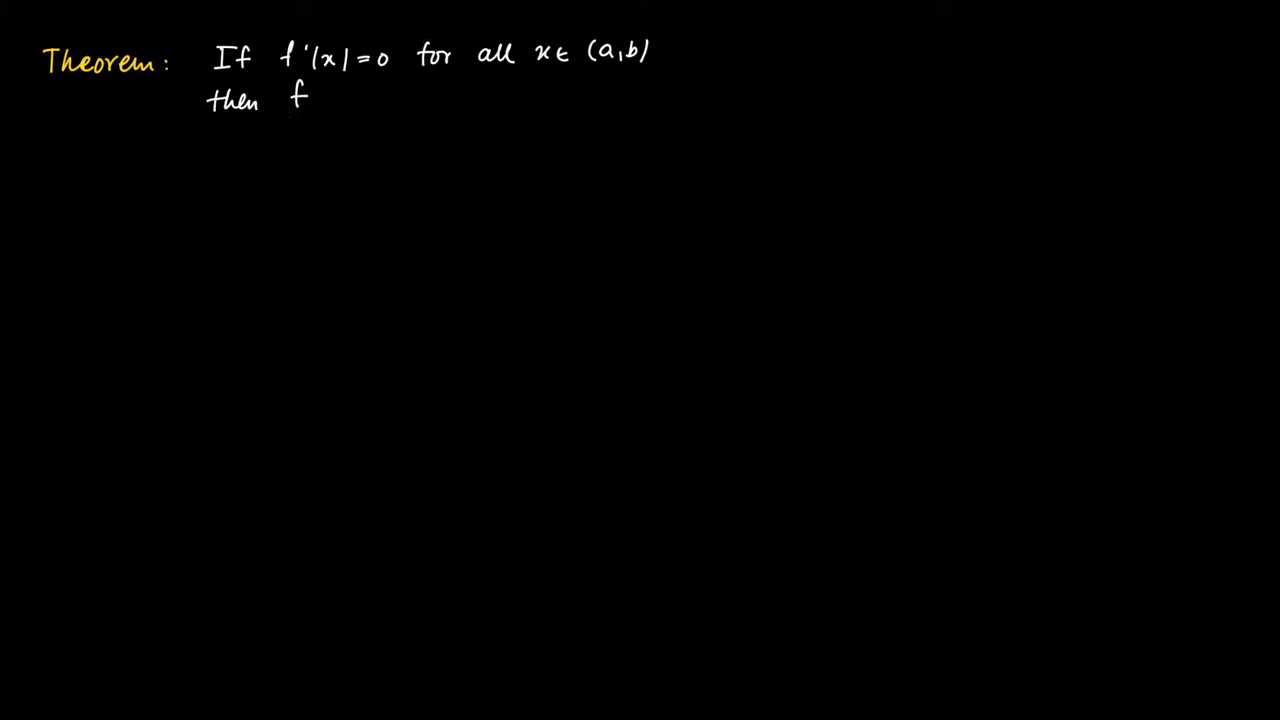 Theorem: If f'(x) = 0 for all x ∈ (a,b)
then f